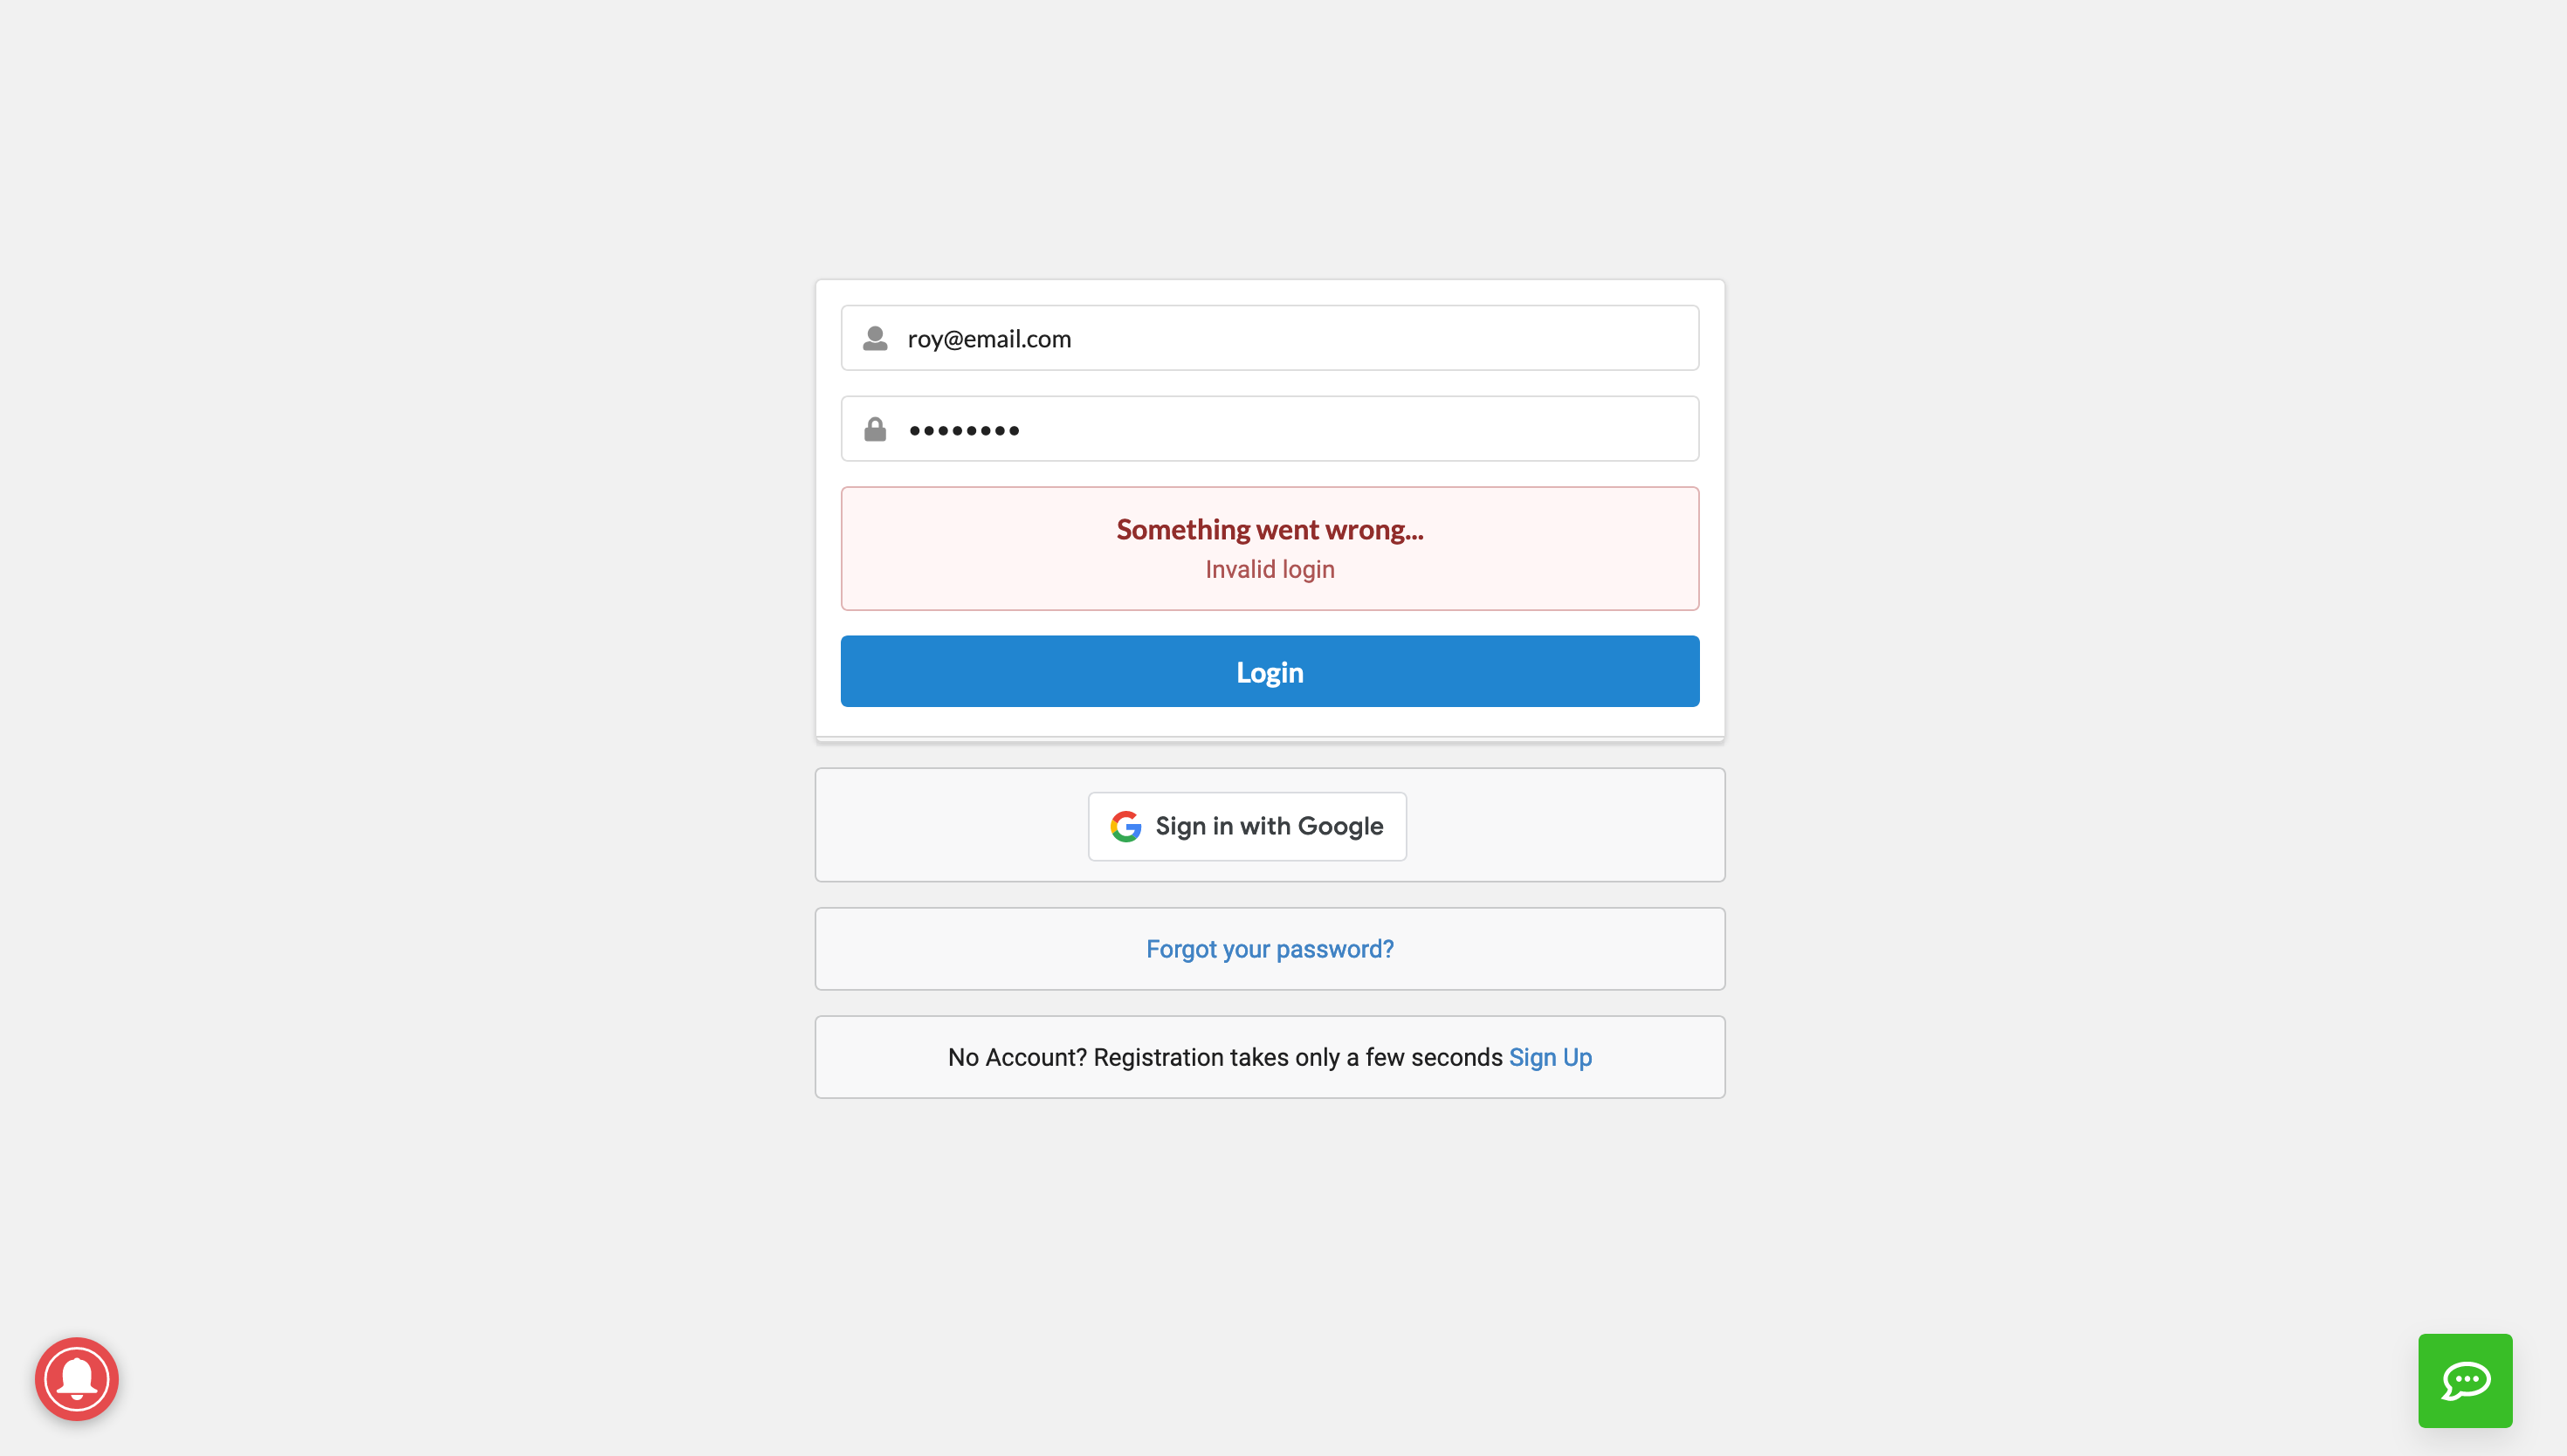 roy@email.com
••••••••
Something went wrong...
Invalid login
Login
Sign in with Google
Forgot your password?
No Account? Registration takes only a few seconds Sign Up